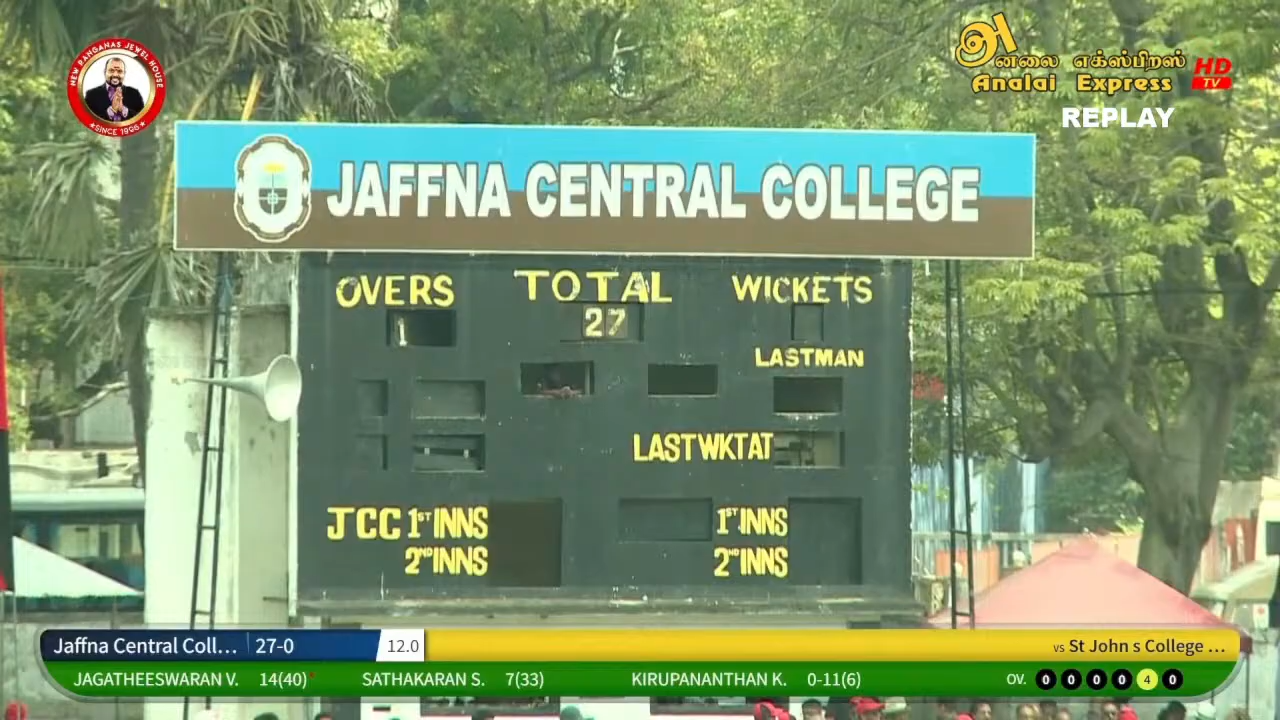 NEW RANGANAS JEWEL HOUSE
★SINCE 1996★
அனலை எக்ஸ்பிரஸ்
Analai Express HD TV
REPLAY
JAFFNA CENTRAL COLLEGE
OVERS TOTAL WICKETS
1 27
LASTMAN
LASTWKTAT
JCC 1ST INNS 1ST INNS
2ND INNS 2ND INNS
Jaffna Central Coll... 27-0 12.0 vs St John s College ...
JAGATHEESWARAN V. 14(40)* SATHAKARAN S. 7(33) KIRUPANANTHAN K. 0-11(6) OV. 0 0 0 0 4 0